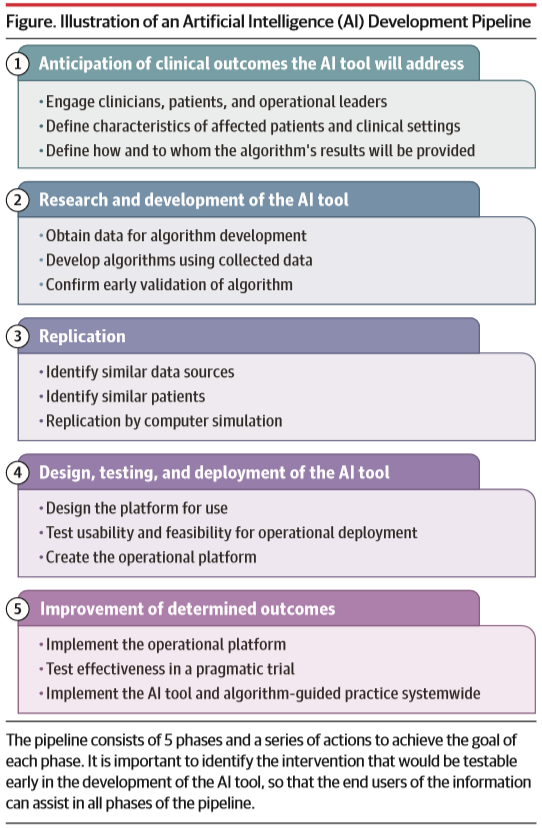 Figure. Illustration of an Artificial Intelligence (AI) Development Pipeline
1 Anticipation of clinical outcomes the AI tool will address
• Engage clinicians, patients, and operational leaders
• Define characteristics of affected patients and clinical settings
• Define how and to whom the algorithm's results will be provided
2 Research and development of the AI tool
• Obtain data for algorithm development
• Develop algorithms using collected data
• Confirm early validation of algorithm
3 Replication
• Identify similar data sources
• Identify similar patients
• Replication by computer simulation
4 Design, testing, and deployment of the AI tool
• Design the platform for use
• Test usability and feasibility for operational deployment
• Create the operational platform
5 Improvement of determined outcomes
• Implement the operational platform
• Test effectiveness in a pragmatic trial
• Implement the AI tool and algorithm-guided practice systemwide
The pipeline consists of 5 phases and a series of actions to achieve the goal of
each phase. It is important to identify the intervention that would be testable
early in the development of the AI tool, so that the end users of the information
can assist in all phases of the pipeline.